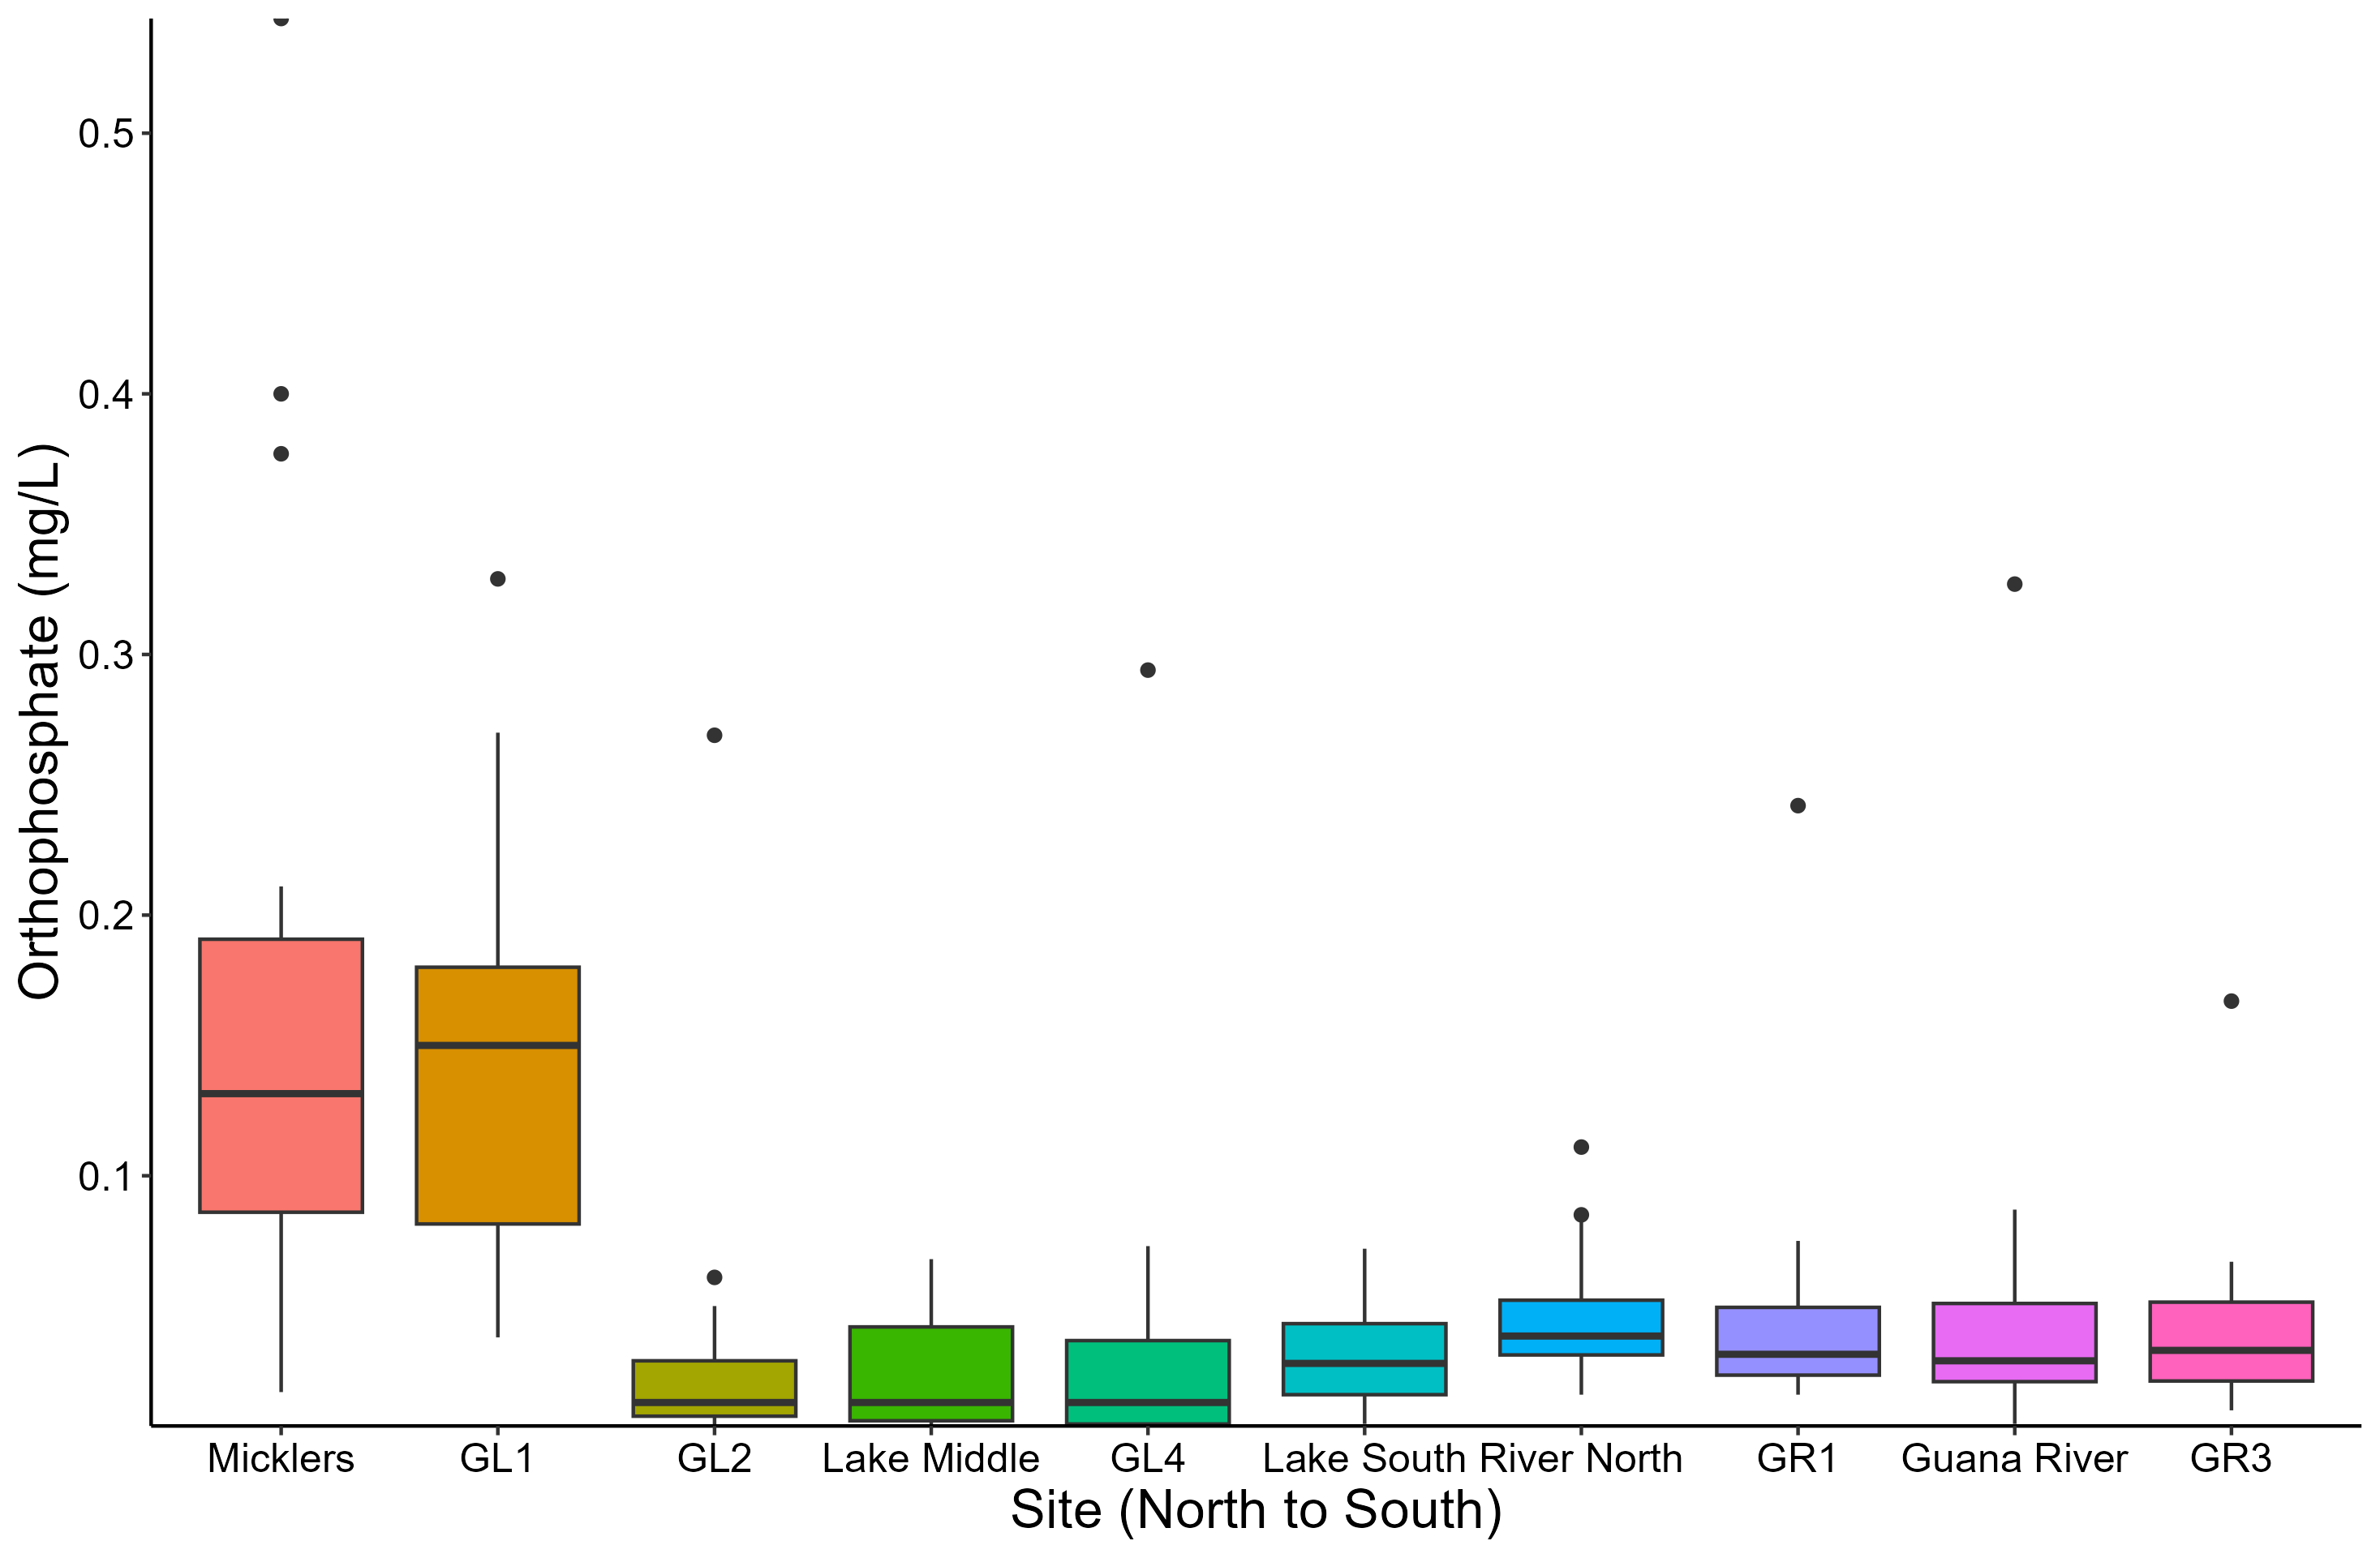 Orthophosphate (mg/L)
0.5
0.4
0.3
0.2
0.1
Micklers GL1 GL2 Lake Middle GL4 Lake South River North GR1 Guana River GR3
Site (North to South)